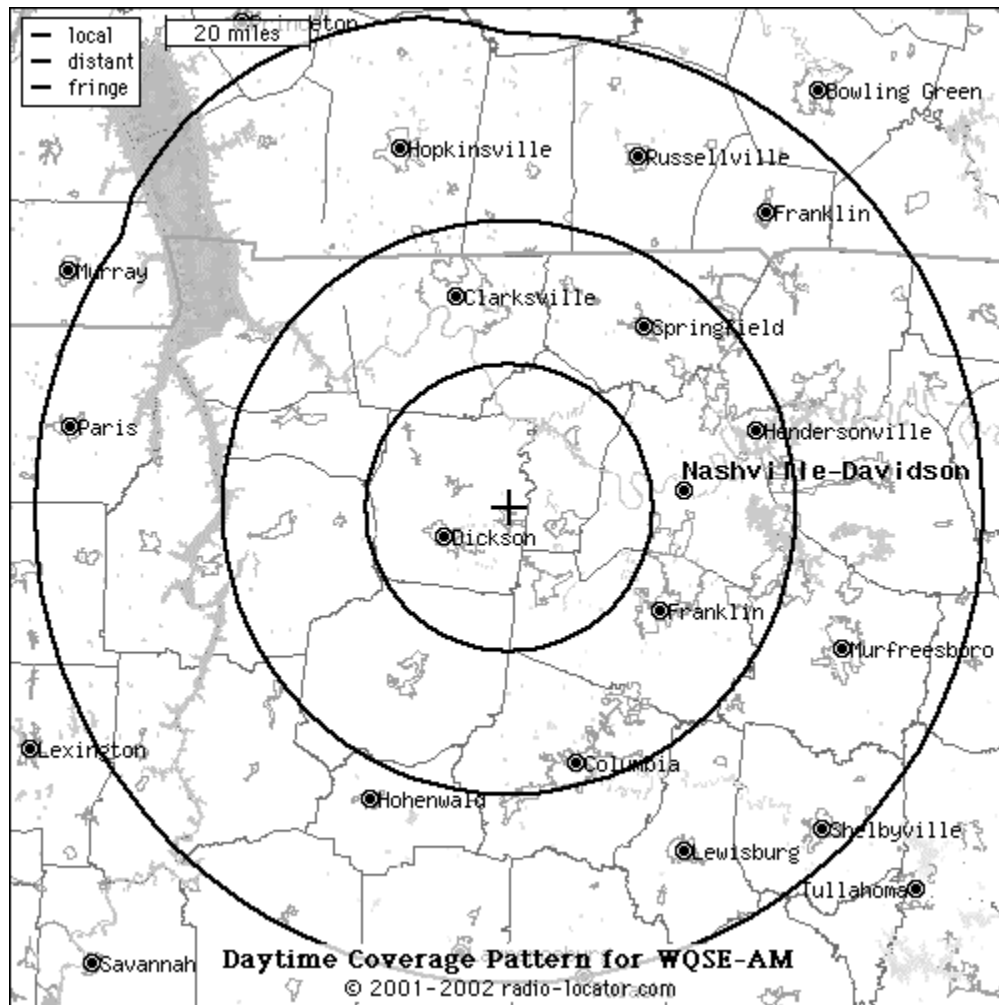 Princeton
local
20 miles
distant
fringe
Bowling Green
Hopkinsville
Russellville
Franklin
Murray
Clarksville
Springfield
Paris
Hendersonville
Nashville-Davidson
Dickson
Franklin
Murfreesboro
Lexington
Columbia
Hohenwald
Shelbyville
Lewisburg
Tullahoma
Savannah
Daytime Coverage Pattern for WQSE-AM
© 2001-2002 radio-locator.com